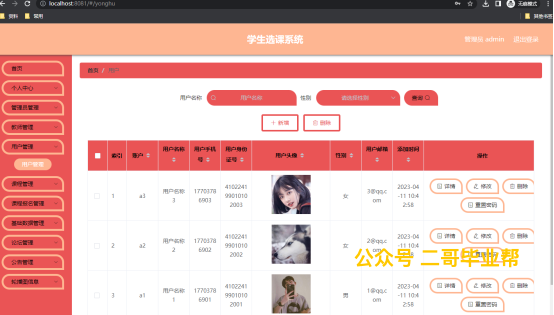 localhost:8081/#/yonghu
无痕模式
资料
常用
其他书签
学生选课系统
管理员 admin
退出登录
首页
个人中心
管理员管理
教师管理
用户管理
用户管理
课程管理
课程报名管理
基础数据管理
论坛管理
公告管理
轮播图信息
首页 / 用户
用户名称 用户名称 性别 请选择性别 查询
+ 新增 删除
索引 账户 用户名称 用户手机号 用户身份证号 用户头像 性别 用户邮箱 添加时间 操作
1 a3 用户名称3 17703786903 410224199010102003 女 3@qq.com 2023-04-11 10:42:58 详情 修改 删除 重置密码
2 a2 用户名称2 17703786902 410224199010102002 女 2@qq.com 2023-04-11 10:42:58 详情 修改 删除 重置密码
3 a1 用户名称1 17703786901 410224199010102001 男 1@qq.com 2023-04-11 10:42:58 详情 修改 删除 重置密码
公众号 二哥毕业帮